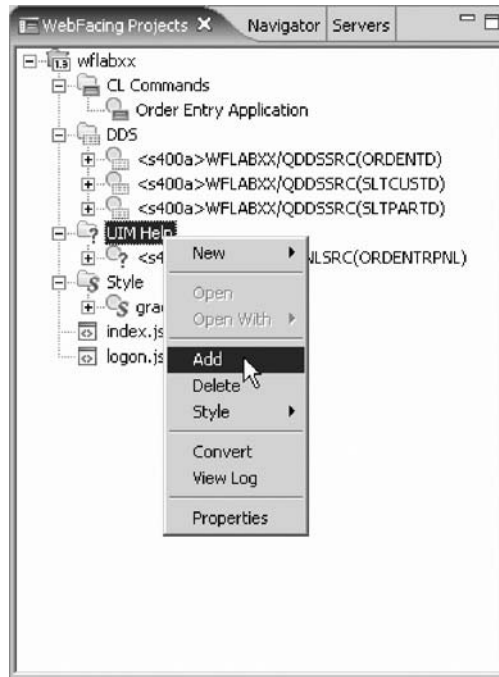 WebFacing Projects Navigator Servers
1.3 wflabxx
CL Commands
Order Entry Application
DDS
<s400a>WFLABXX/QDDSSRC(ORDENTD)
<s400a>WFLABXX/QDDSSRC(SLTCUSTD)
<s400a>WFLABXX/QDDSSRC(SLTPARTD)
UIM Help
New
<s4 NLSRC(ORDENTRPNL)
Style
Open
gra
Open With
index.js
logon.js
Add
Delete
Style
Convert
View Log
Properties